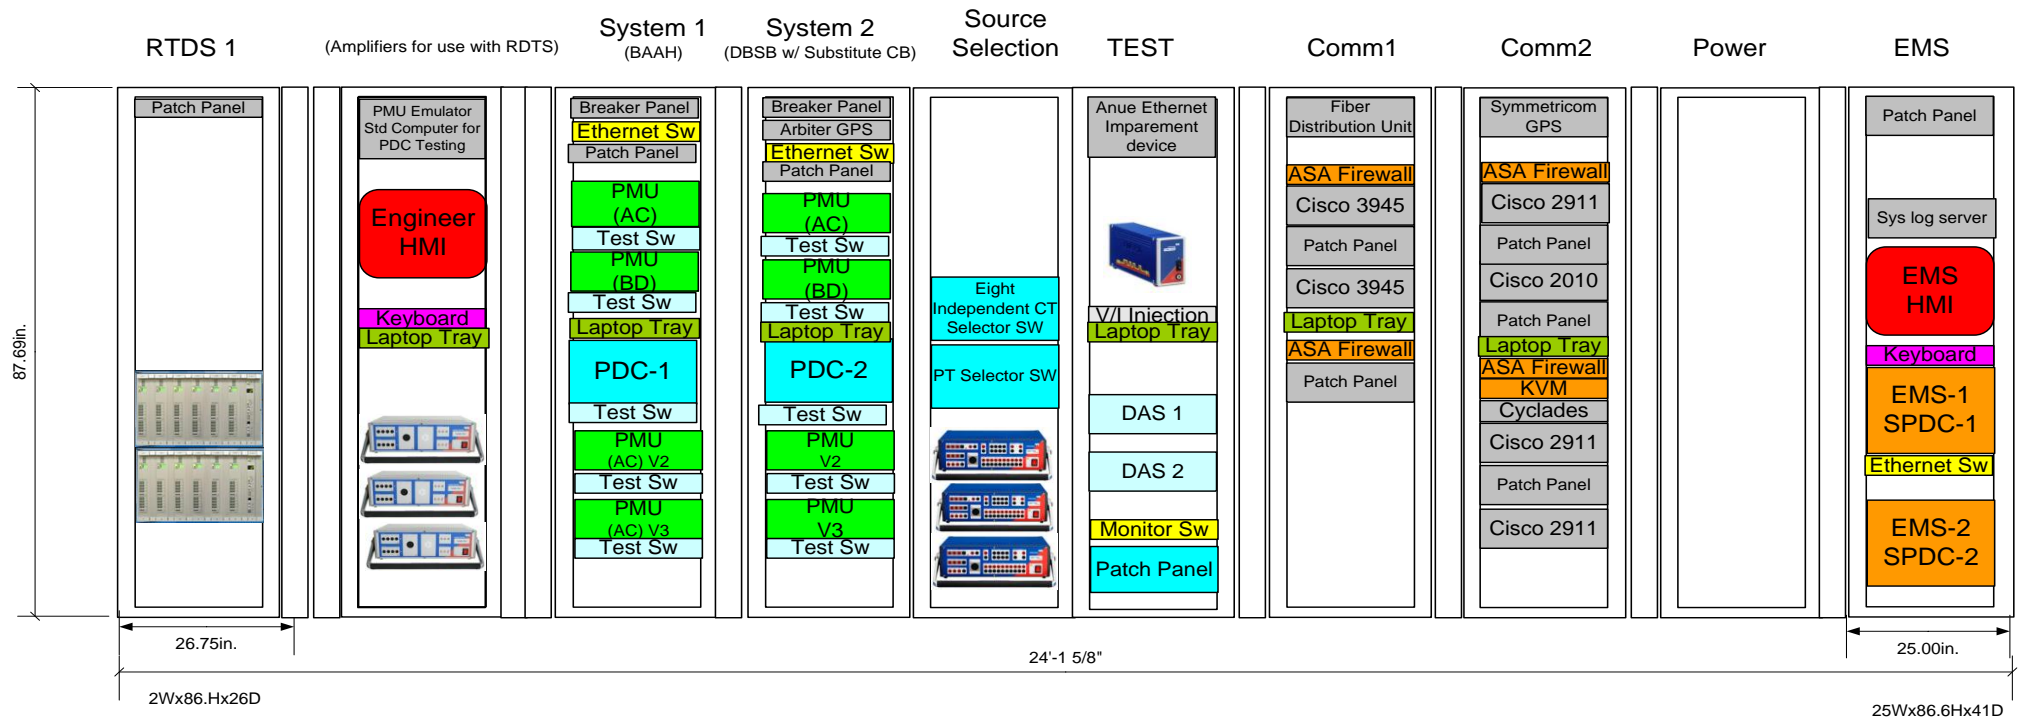 RTDS 1
(Amplifiers for use with RDTS)
System 1
(BAAH)
System 2
(DBSB w/ Substitute CB)
Source
Selection
TEST
Comm1
Comm2
Power
EMS
87.69in.
Patch Panel
PMU Emulator
Std Computer for
PDC Testing
Engineer
HMI
Keyboard
Laptop Tray
Breaker Panel
Ethernet Sw
Patch Panel
PMU
(AC)
Test Sw
PMU
(BD)
Test Sw
Laptop Tray
PDC-1
Test Sw
PMU
(AC) V2
Test Sw
PMU
(AC) V3
Test Sw
Breaker Panel
Arbiter GPS
Ethernet Sw
Patch Panel
PMU
(AC)
Test Sw
PMU
(BD)
Test Sw
Laptop Tray
PDC-2
Test Sw
PMU
V2
Test Sw
PMU
V3
Test Sw
Eight
Independent CT
Selector SW
PT Selector SW
Anue Ethernet
Imparement
device
V/I Injection
Laptop Tray
DAS 1
DAS 2
Monitor Sw
Patch Panel
Fiber
Distribution Unit
ASA Firewall
Cisco 3945
Patch Panel
Cisco 3945
Laptop Tray
ASA Firewall
Patch Panel
Symmetricom
GPS
ASA Firewall
Cisco 2911
Patch Panel
Cisco 2010
Patch Panel
Laptop Tray
ASA Firewall
KVM
Cyclades
Cisco 2911
Patch Panel
Cisco 2911
Patch Panel
Sys log server
EMS
HMI
Keyboard
EMS-1
SPDC-1
Ethernet Sw
EMS-2
SPDC-2
26.75in.
25.00in.
24'-1 5/8"
2Wx86.Hx26D
25Wx86.6Hx41D